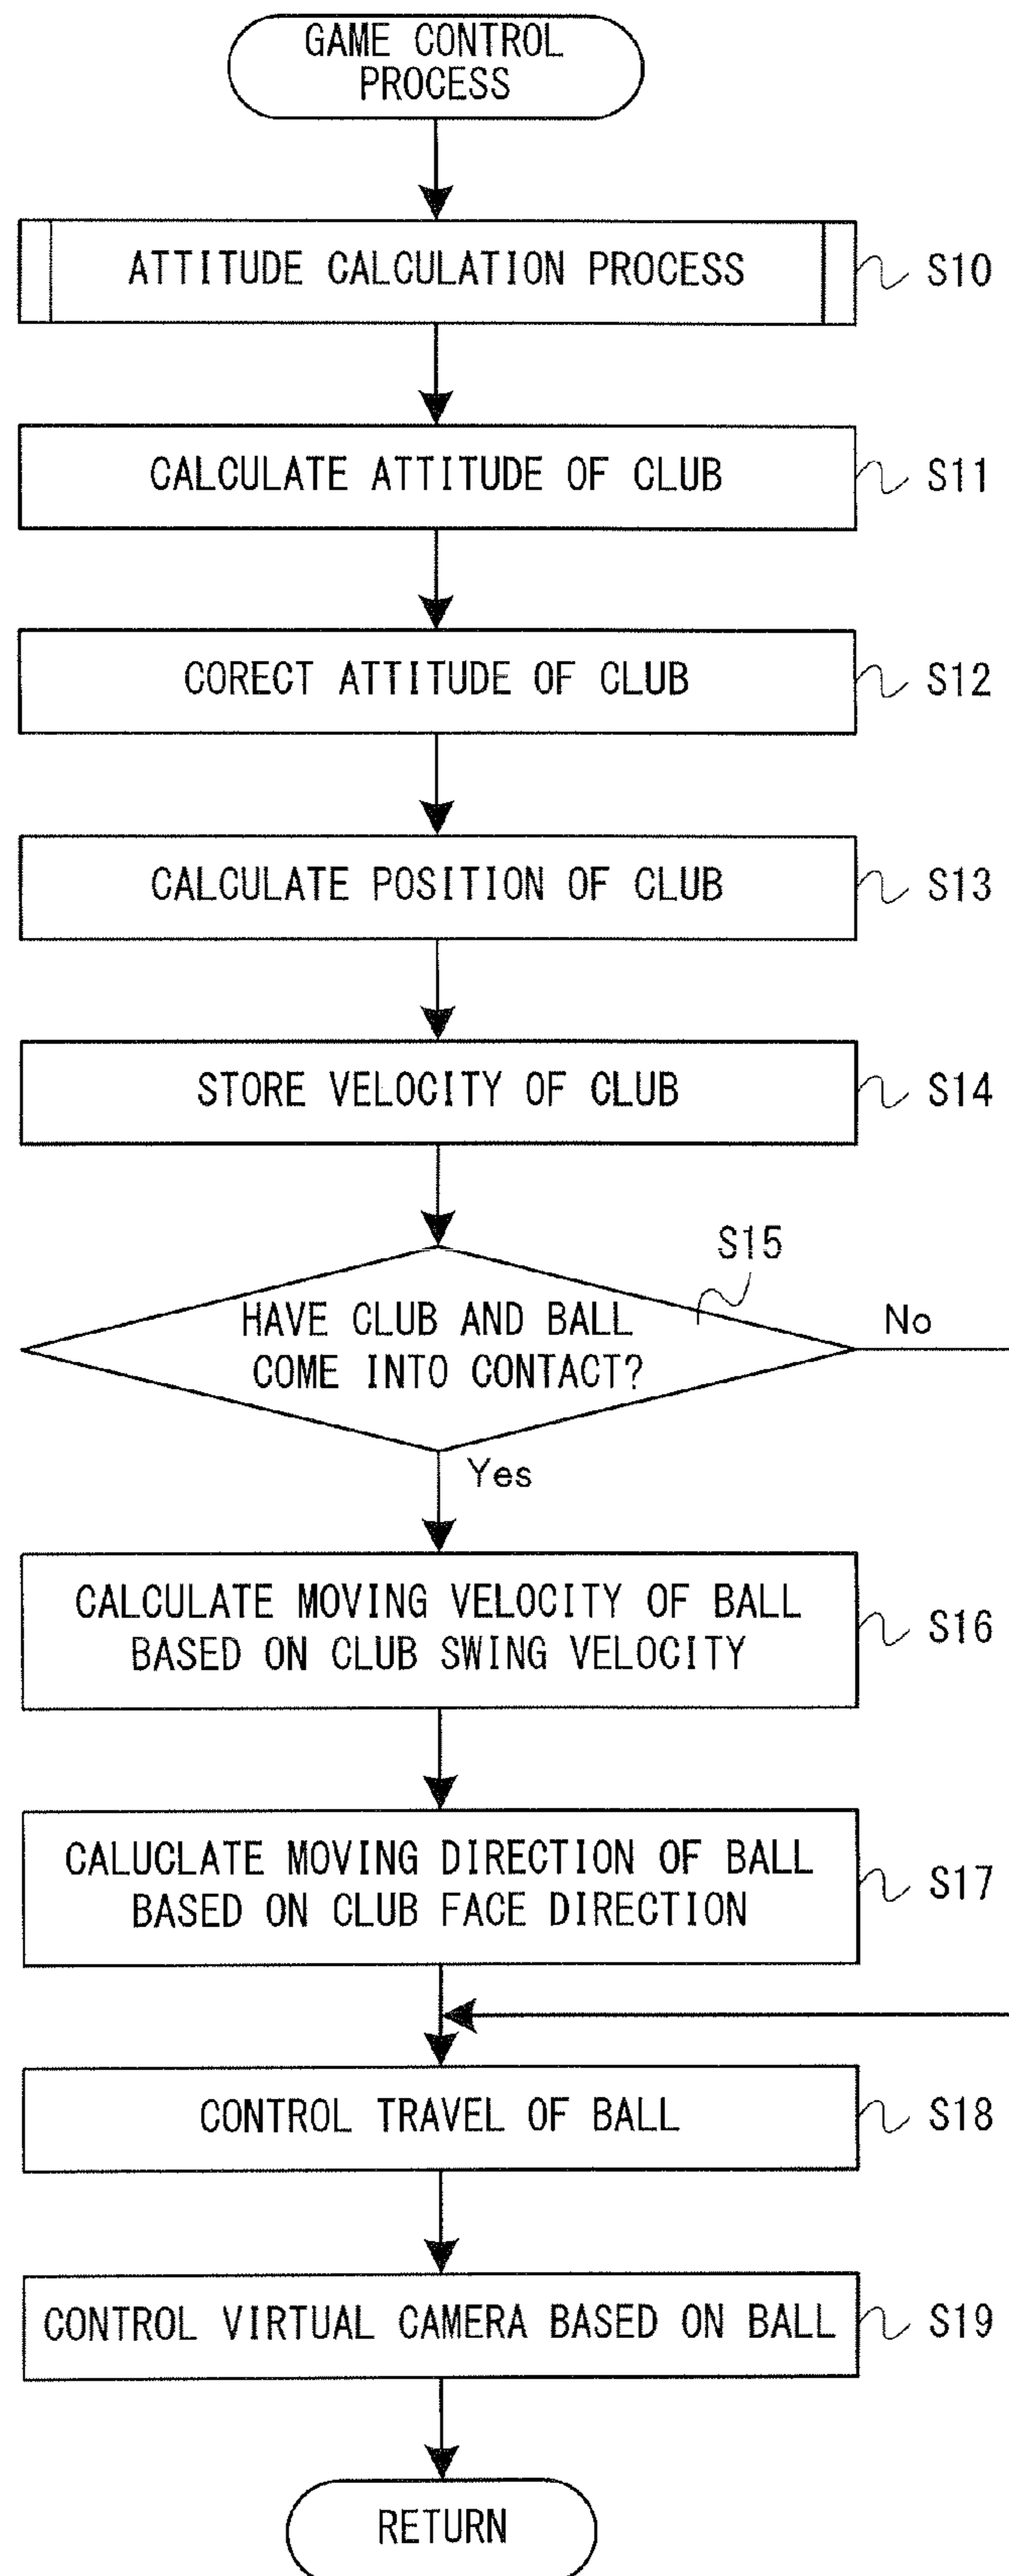 GAME CONTROL
PROCESS
ATTITUDE CALCULATION PROCESS
S10
CALCULATE ATTITUDE OF CLUB
S11
CORECT ATTITUDE OF CLUB
S12
CALCULATE POSITION OF CLUB
S13
STORE VELOCITY OF CLUB
S14
S15
HAVE CLUB AND BALL
COME INTO CONTACT?
No
Yes
CALCULATE MOVING VELOCITY OF BALL
BASED ON CLUB SWING VELOCITY
S16
CALUCLATE MOVING DIRECTION OF BALL
BASED ON CLUB FACE DIRECTION
S17
CONTROL TRAVEL OF BALL
S18
CONTROL VIRTUAL CAMERA BASED ON BALL
S19
RETURN